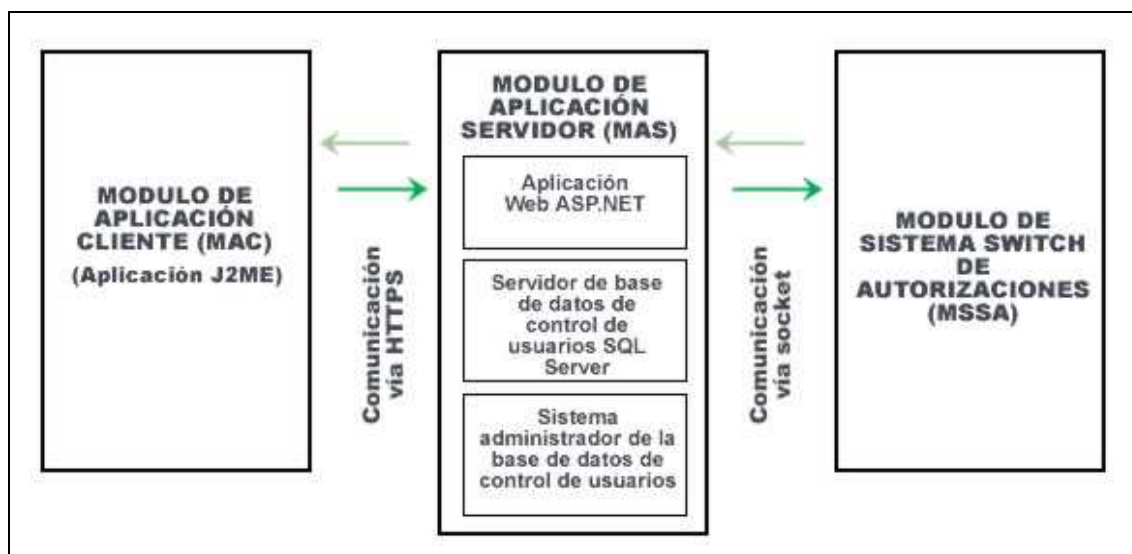 MODULO DE
APLICACIÓN
CLIENTE (MAC)
(Aplicación J2ME)
Comunicación
vía HTTPS
MODULO DE
APLICACIÓN
SERVIDOR (MAS)
Aplicación
Web ASP.NET
Servidor de base
de datos de
control de
usuarios SQL
Server
Sistema
administrador de la
base de datos de
control de usuarios
Comunicación
vía socket
MODULO DE
SISTEMA SWITCH
DE
AUTORIZACIONES
(MSSA)